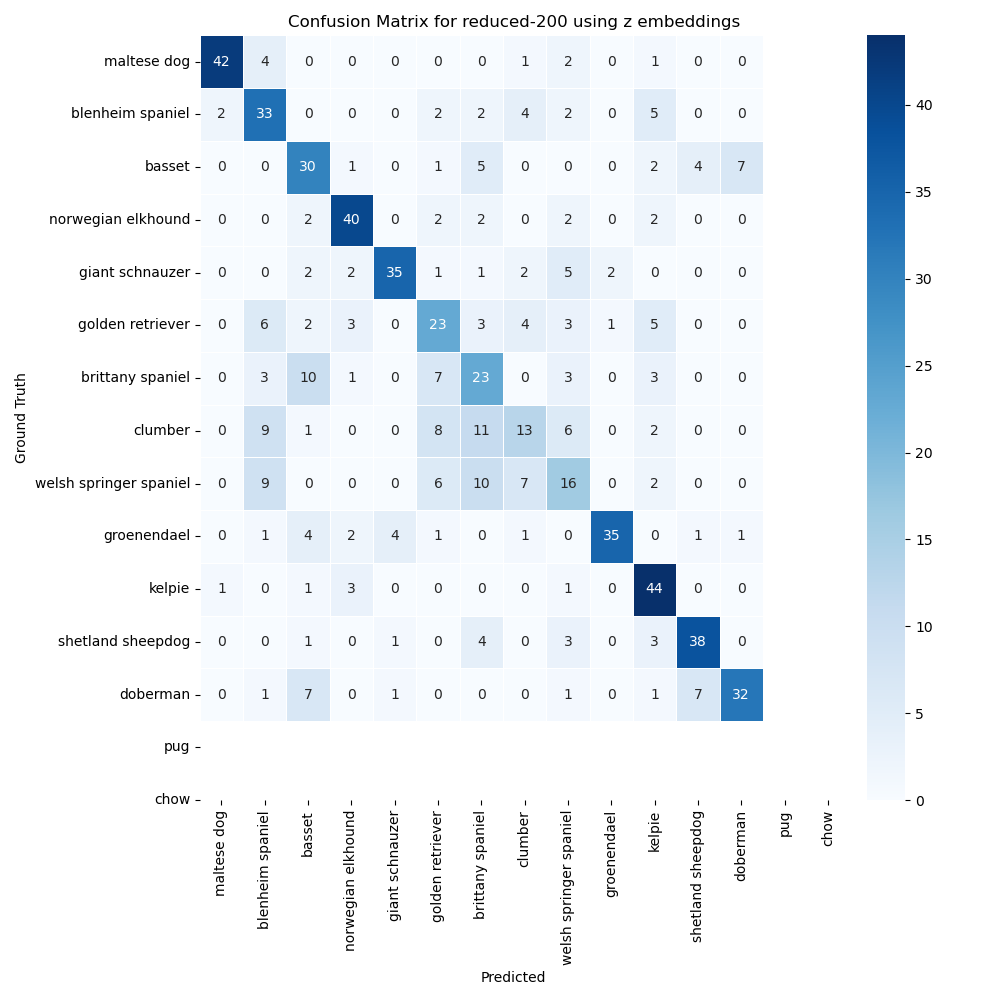 Confusion Matrix for reduced-200 using z embeddings
Ground Truth
maltese dog 42 4 0 0 0 0 0 1 2 0 1 0 0
blenheim spaniel 2 33 0 0 0 2 2 4 2 0 5 0 0
basset 0 0 30 1 0 1 5 0 0 0 2 4 7
norwegian elkhound 0 0 2 40 0 2 2 0 2 0 2 0 0
giant schnauzer 0 0 2 2 35 1 1 2 5 2 0 0 0
golden retriever 0 6 2 3 0 23 3 4 3 1 5 0 0
brittany spaniel 0 3 10 1 0 7 23 0 3 0 3 0 0
clumber 0 9 1 0 0 8 11 13 6 0 2 0 0
welsh springer spaniel 0 9 0 0 0 6 10 7 16 0 2 0 0
groenendael 0 1 4 2 4 1 0 1 0 35 0 1 1
kelpie 1 0 1 3 0 0 0 0 1 0 44 0 0
shetland sheepdog 0 0 1 0 1 0 4 0 3 0 3 38 0
doberman 0 1 7 0 1 0 0 0 1 0 1 7 32
pug
chow
maltese dog
blenheim spaniel
basset
norwegian elkhound
giant schnauzer
golden retriever
brittany spaniel
clumber
welsh springer spaniel
groenendael
kelpie
shetland sheepdog
doberman
pug
chow
Predicted
40
35
30
25
20
15
10
5
0